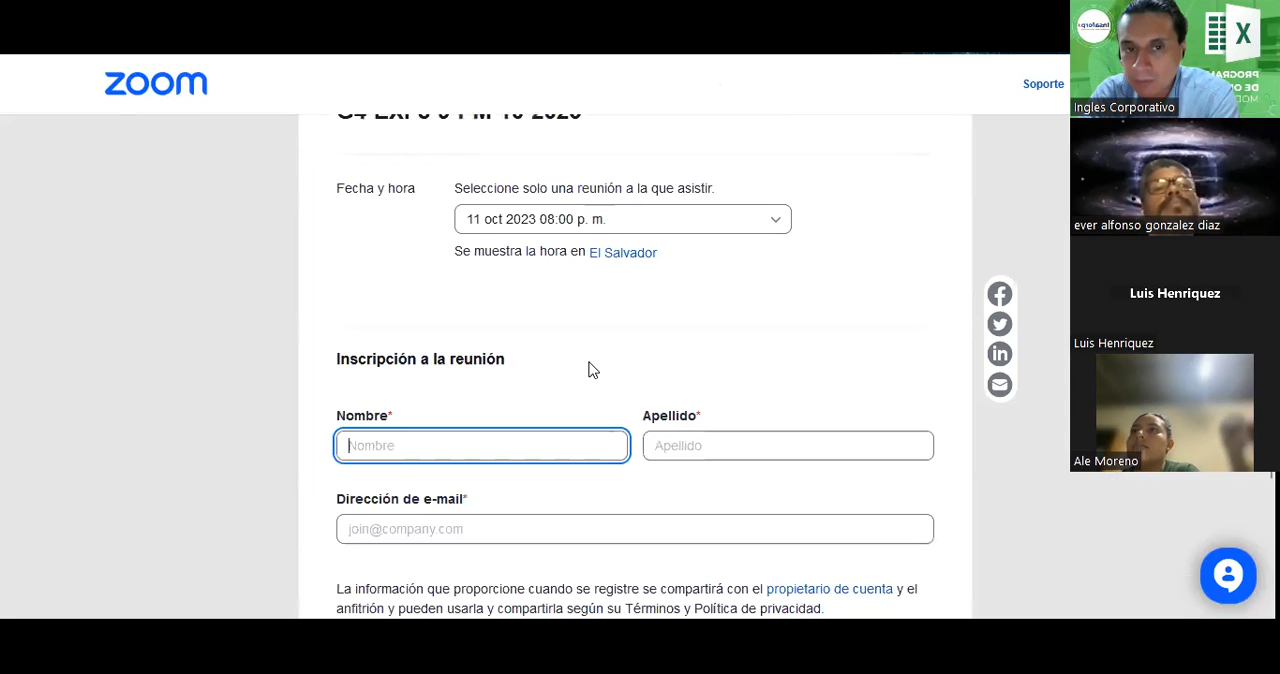 zoom
Soporte
Fecha y hora
Seleccione solo una reunión a la que asistir.
11 oct 2023 08:00 p. m.
Se muestra la hora en El Salvador
Inscripción a la reunión
Nombre*
Apellido*
Nombre
Apellido
Dirección de e-mail*
join@company.com
La información que proporcione cuando se registre se compartirá con el propietario de cuenta y el
anfitrión y pueden usarla y compartirla según su Términos y Política de privacidad.
X
Ingles Corporativo
ever alfonso gonzalez diaz
Luis Henriquez
Luis Henriquez
Ale Moreno